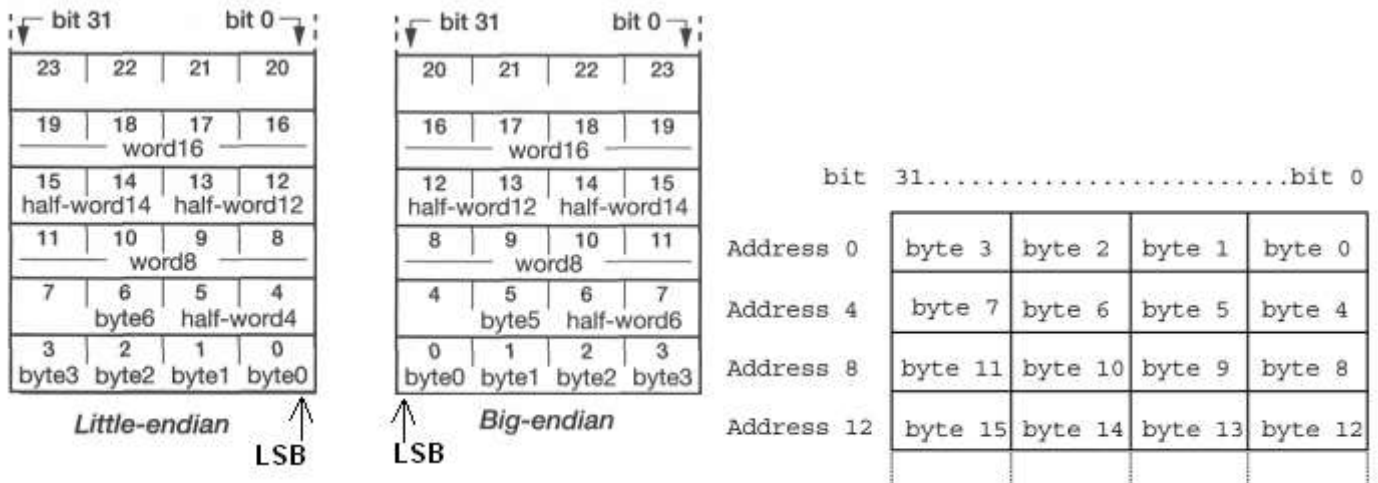 bit 31 bit 0
23 22 21 20
19 18 17 16
word16
15 14 13 12
half-word14 half-word12
11 10 9 8
word8
7 6 5 4
byte6 half-word4
3 2 1 0
byte3 byte2 byte1 byte0
Little-endian
LSB
bit 31 bit 0
20 21 22 23
16 17 18 19
word16
12 13 14 15
half-word12 half-word14
8 9 10 11
word8
4 5 6 7
byte5 half-word6
0 1 2 3
byte0 byte1 byte2 byte3
Big-endian
LSB
bit 31............................bit 0
Address 0 byte 3 byte 2 byte 1 byte 0
Address 4 byte 7 byte 6 byte 5 byte 4
Address 8 byte 11 byte 10 byte 9 byte 8
Address 12 byte 15 byte 14 byte 13 byte 12